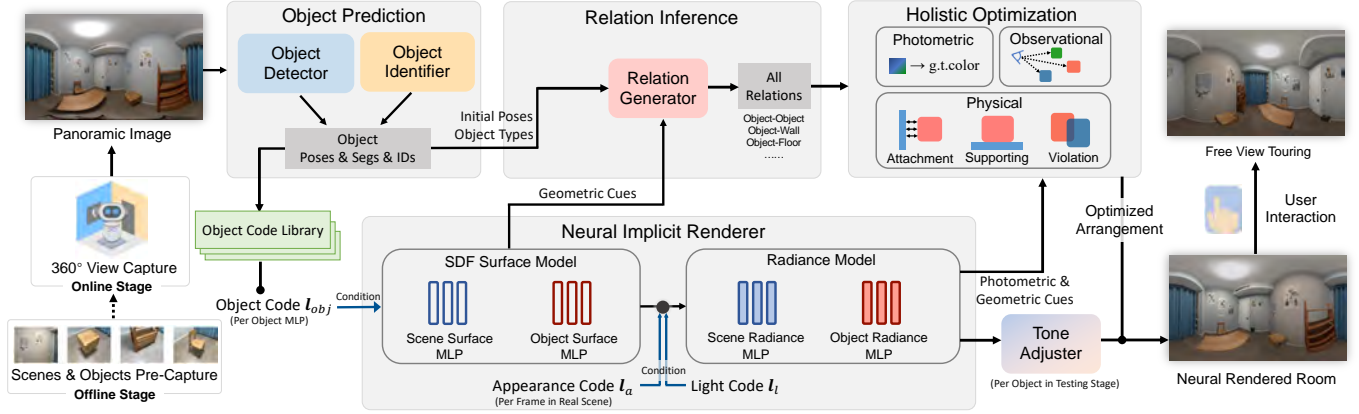 Object Prediction
Object
Detector
Object
Identifier
Object
Poses & Segs & IDs
Panoramic Image
360° View Capture
Online Stage
Scenes & Objects Pre-Capture
Offline Stage
Object Code Library
Object Code l_obj
(Per Object MLP)
Condition
Initial Poses
Object Types
Relation Inference
Relation
Generator
All
Relations
Object-Object
Object-Wall
Object-Floor
......
Geometric Cues
Holistic Optimization
Photometric
→ g.t.color
Observational
Physical
Attachment
Supporting
Violation
Neural Implicit Renderer
SDF Surface Model
Scene Surface
MLP
Object Surface
MLP
Radiance Model
Scene Radiance
MLP
Object Radiance
MLP
Condition
Appearance Code l_a
(Per Frame in Real Scene)
Light Code l_l
Photometric &
Geometric Cues
Optimized
Arrangement
Tone
Adjuster
(Per Object in Testing Stage)
Free View Touring
User
Interaction
Neural Rendered Room